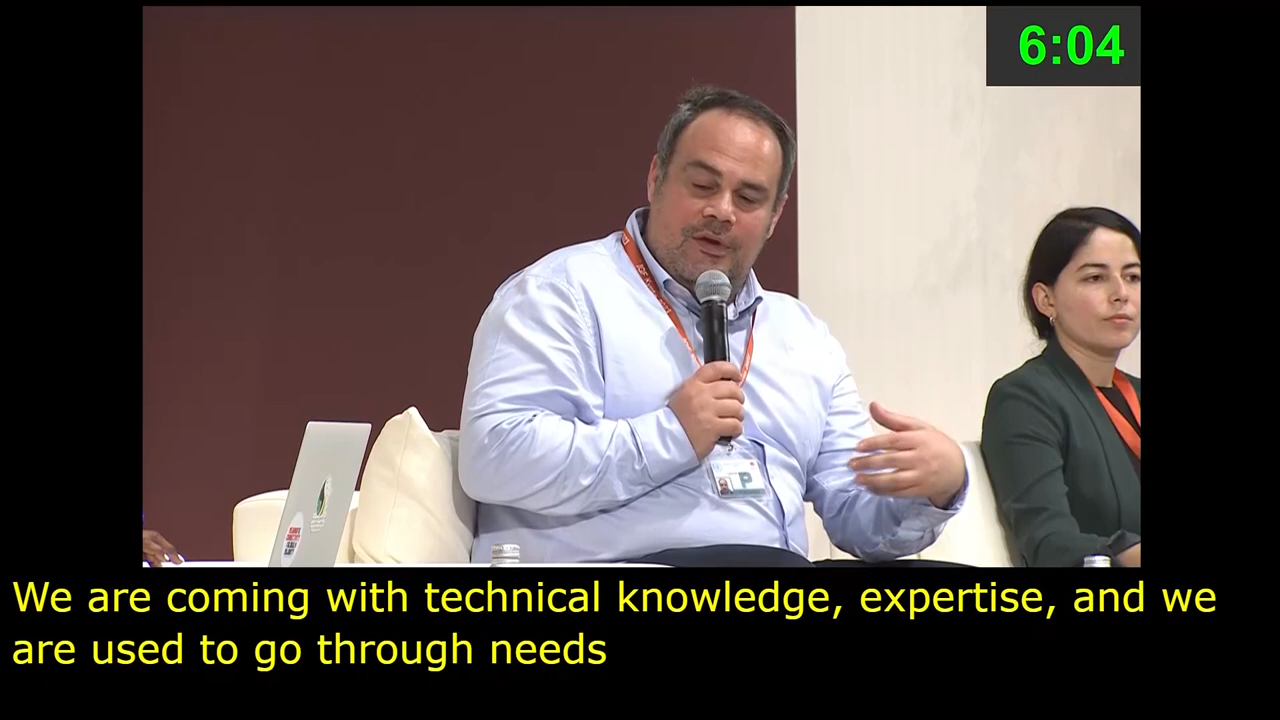 6:04
P
We are coming with technical knowledge, expertise, and we
are used to go through needs